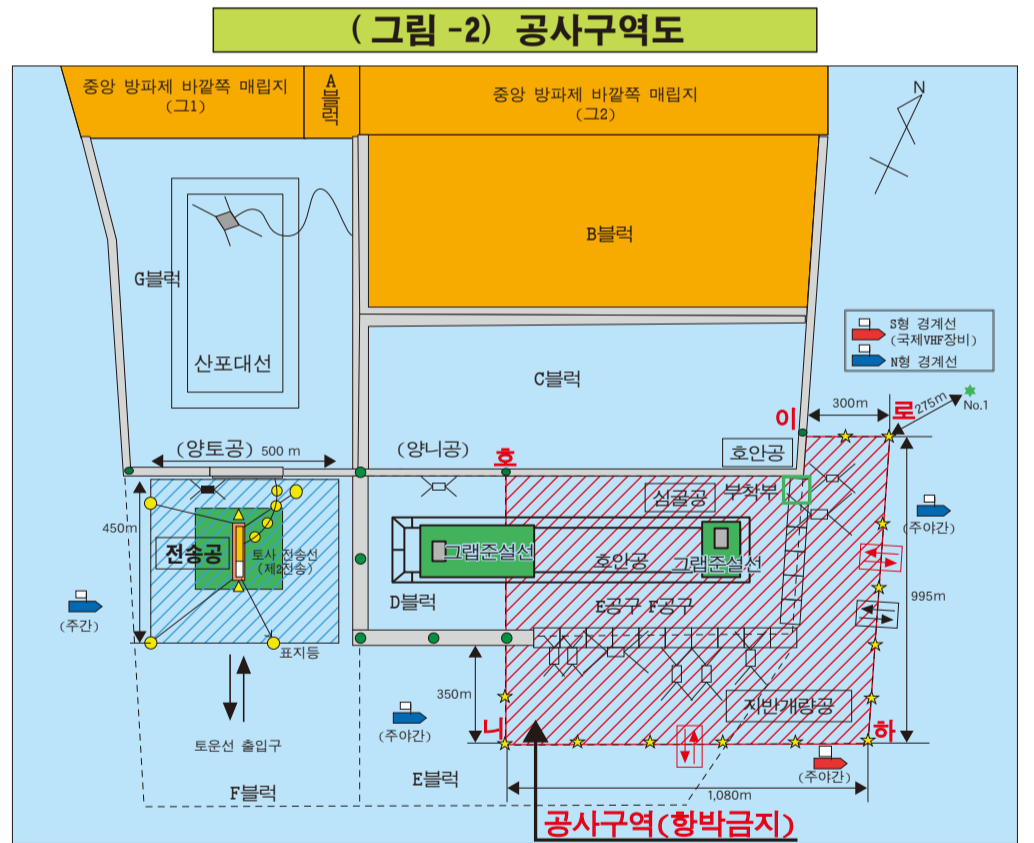 (그림 -2) 공사구역도
중앙 방파제 바깥쪽 매립지
(그1)
A
블럭
중앙 방파제 바깥쪽 매립지
(그2)
N
B블럭
G블럭
산포대선
S형 경계선
(국제VHF장비)
N형 경계선
C블럭
300m
로
275m
No.1
이
(양토공)
500 m
(양니공)
호
호안공
심굴공
부착부
450m
전송공
토사 전송선
(제2전송)
그랩준설선
호안공
그랩준설선
(주야간)
995m
D블럭
E공구 F공구
(주간)
표지등
350m
지반개량공
니
하
(주야간)
토운선 출입구
(주야간)
F블럭
E블럭
1,080m
공사구역(항박금지)